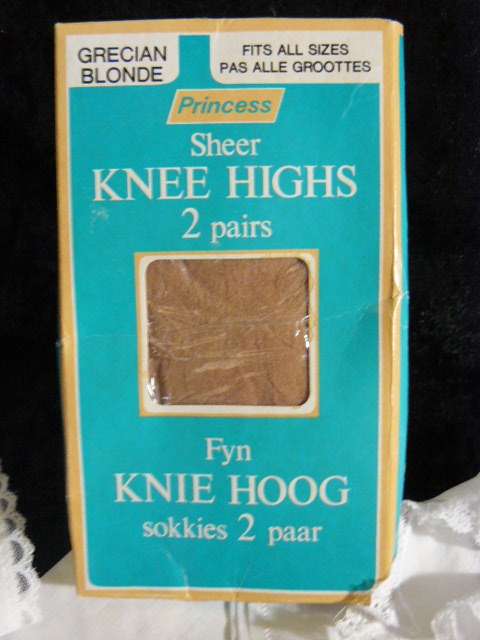 GRECIAN
BLONDE
FITS ALL SIZES
PAS ALLE GROOTTES
Princess
Sheer
KNEE HIGHS
2 pairs
Fyn
KNIE HOOG
sokkies 2 paar